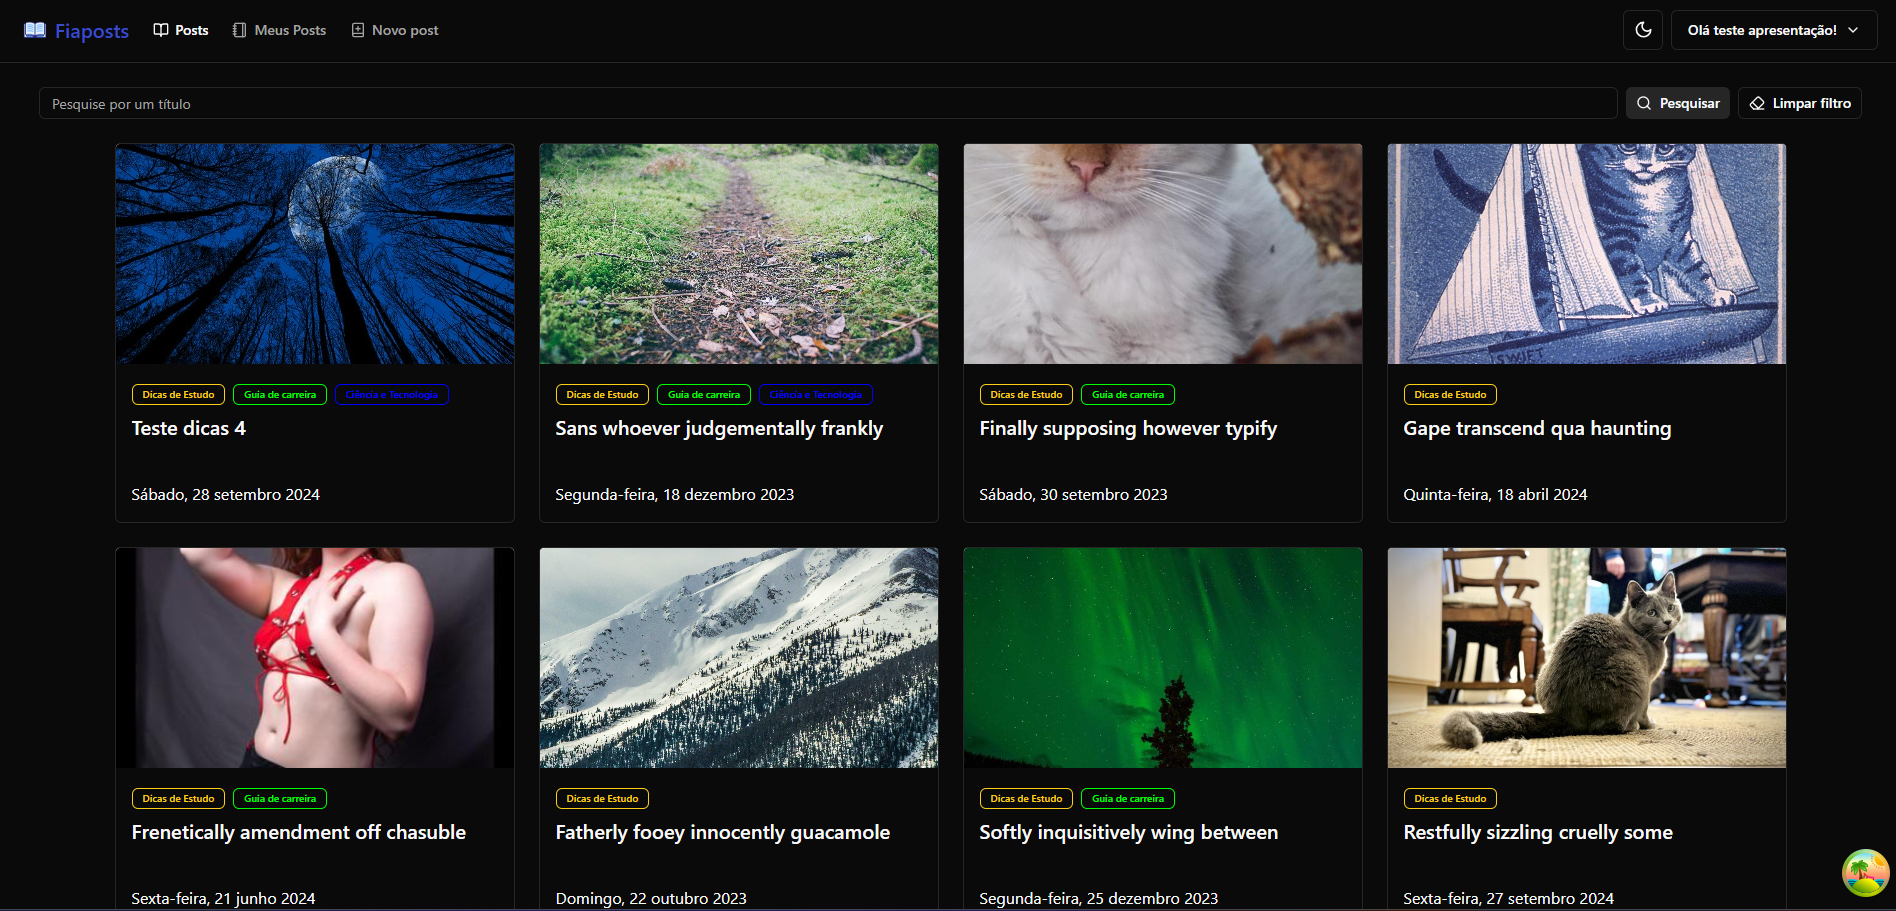 Fiaposts
Posts
Meus Posts
Novo post
Olá teste apresentação!
Pesquise por um título
Pesquisar
Limpar filtro
SWIFT
Dicas de Estudo
Guia de carreira
Ciência e Tecnologia
Teste dicas 4
Sábado, 28 setembro 2024
Dicas de Estudo
Guia de carreira
Ciência e Tecnologia
Sans whoever judgementally frankly
Segunda-feira, 18 dezembro 2023
Dicas de Estudo
Guia de carreira
Finally supposing however typify
Sábado, 30 setembro 2023
Dicas de Estudo
Gape transcend qua haunting
Quinta-feira, 18 abril 2024
Dicas de Estudo
Guia de carreira
Frenetically amendment off chasuble
Sexta-feira, 21 junho 2024
Dicas de Estudo
Fatherly fooey innocently guacamole
Domingo, 22 outubro 2023
Dicas de Estudo
Guia de carreira
Softly inquisitively wing between
Segunda-feira, 25 dezembro 2023
Dicas de Estudo
Restfully sizzling cruelly some
Sexta-feira, 27 setembro 2024